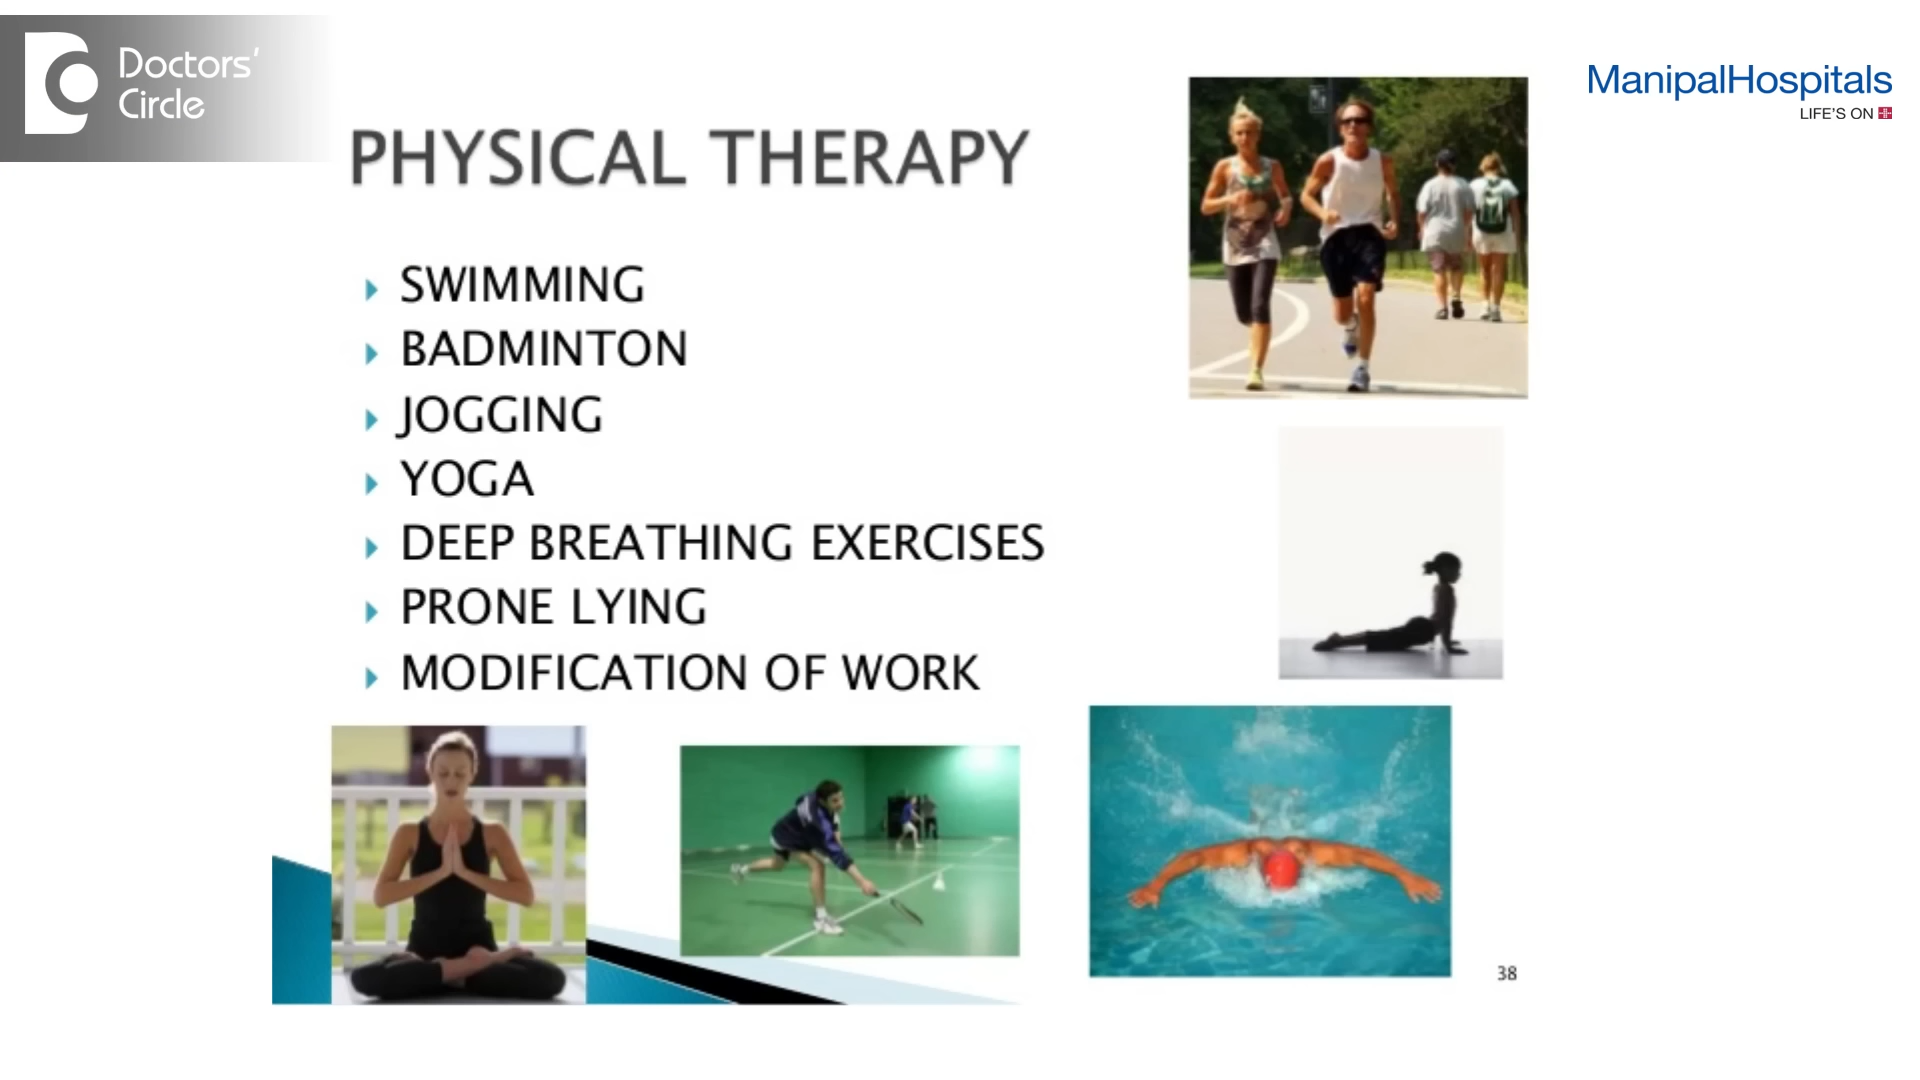 Doctors'
Circle
ManipalHospitals
LIFE'S ON
PHYSICAL THERAPY
SWIMMING
BADMINTON
JOGGING
YOGA
DEEP BREATHING EXERCISES
PRONE LYING
MODIFICATION OF WORK
38